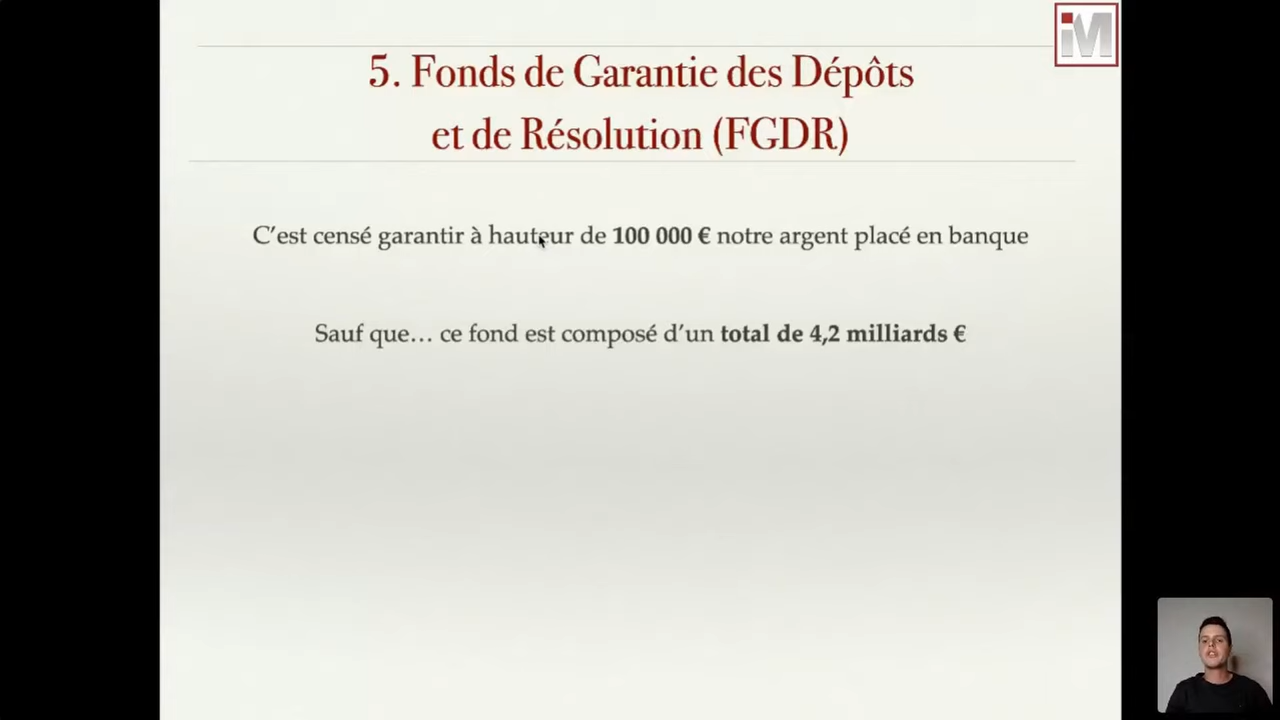 iM
5. Fonds de Garantie des Dépôts
et de Résolution (FGDR)
C’est censé garantir à hauteur de 100 000 € notre argent placé en banque
Sauf que… ce fond est composé d’un total de 4,2 milliards €